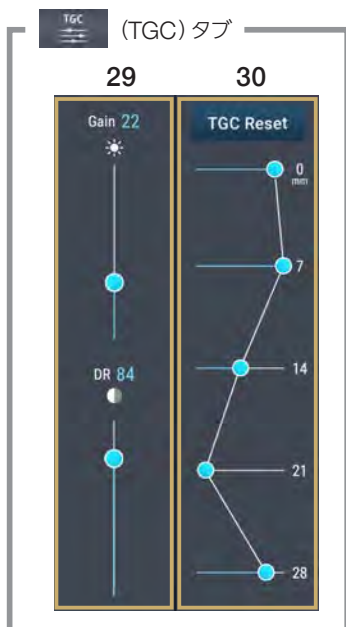 TGC
(TGC) タブ
29
30
Gain 22
DR 84
TGC Reset
0
mm
7
14
21
28